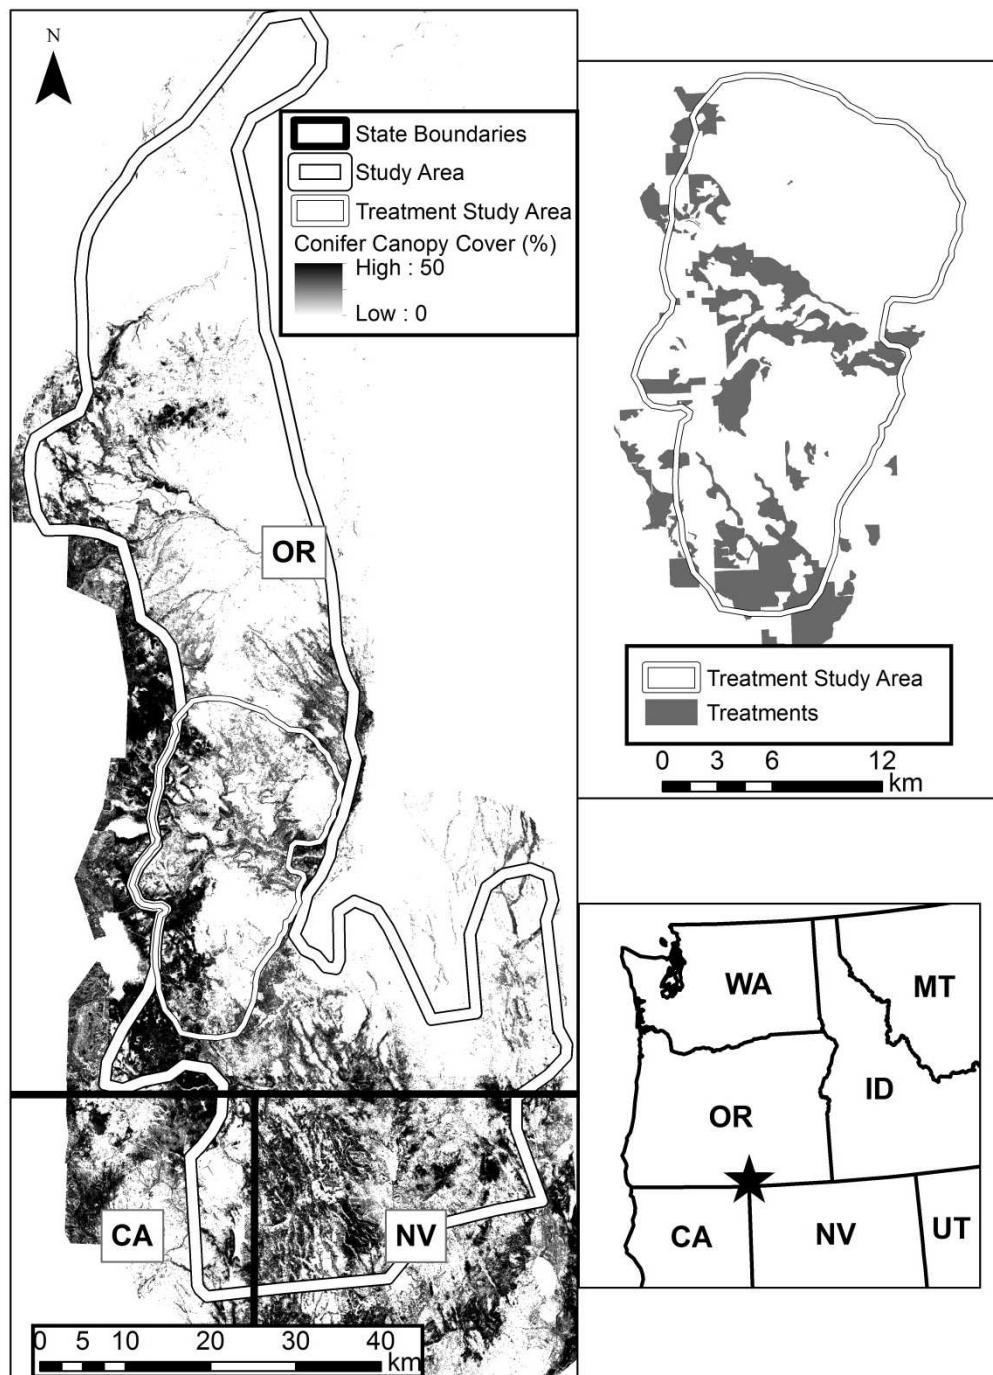 N
State Boundaries
Study Area
Treatment Study Area
Conifer Canopy Cover (%)
High : 50
Low : 0
OR
CA
NV
0 5 10 20 30 40
km
Treatment Study Area
Treatments
0 3 6 12
km
WA
MT
OR
ID
CA
NV
UT